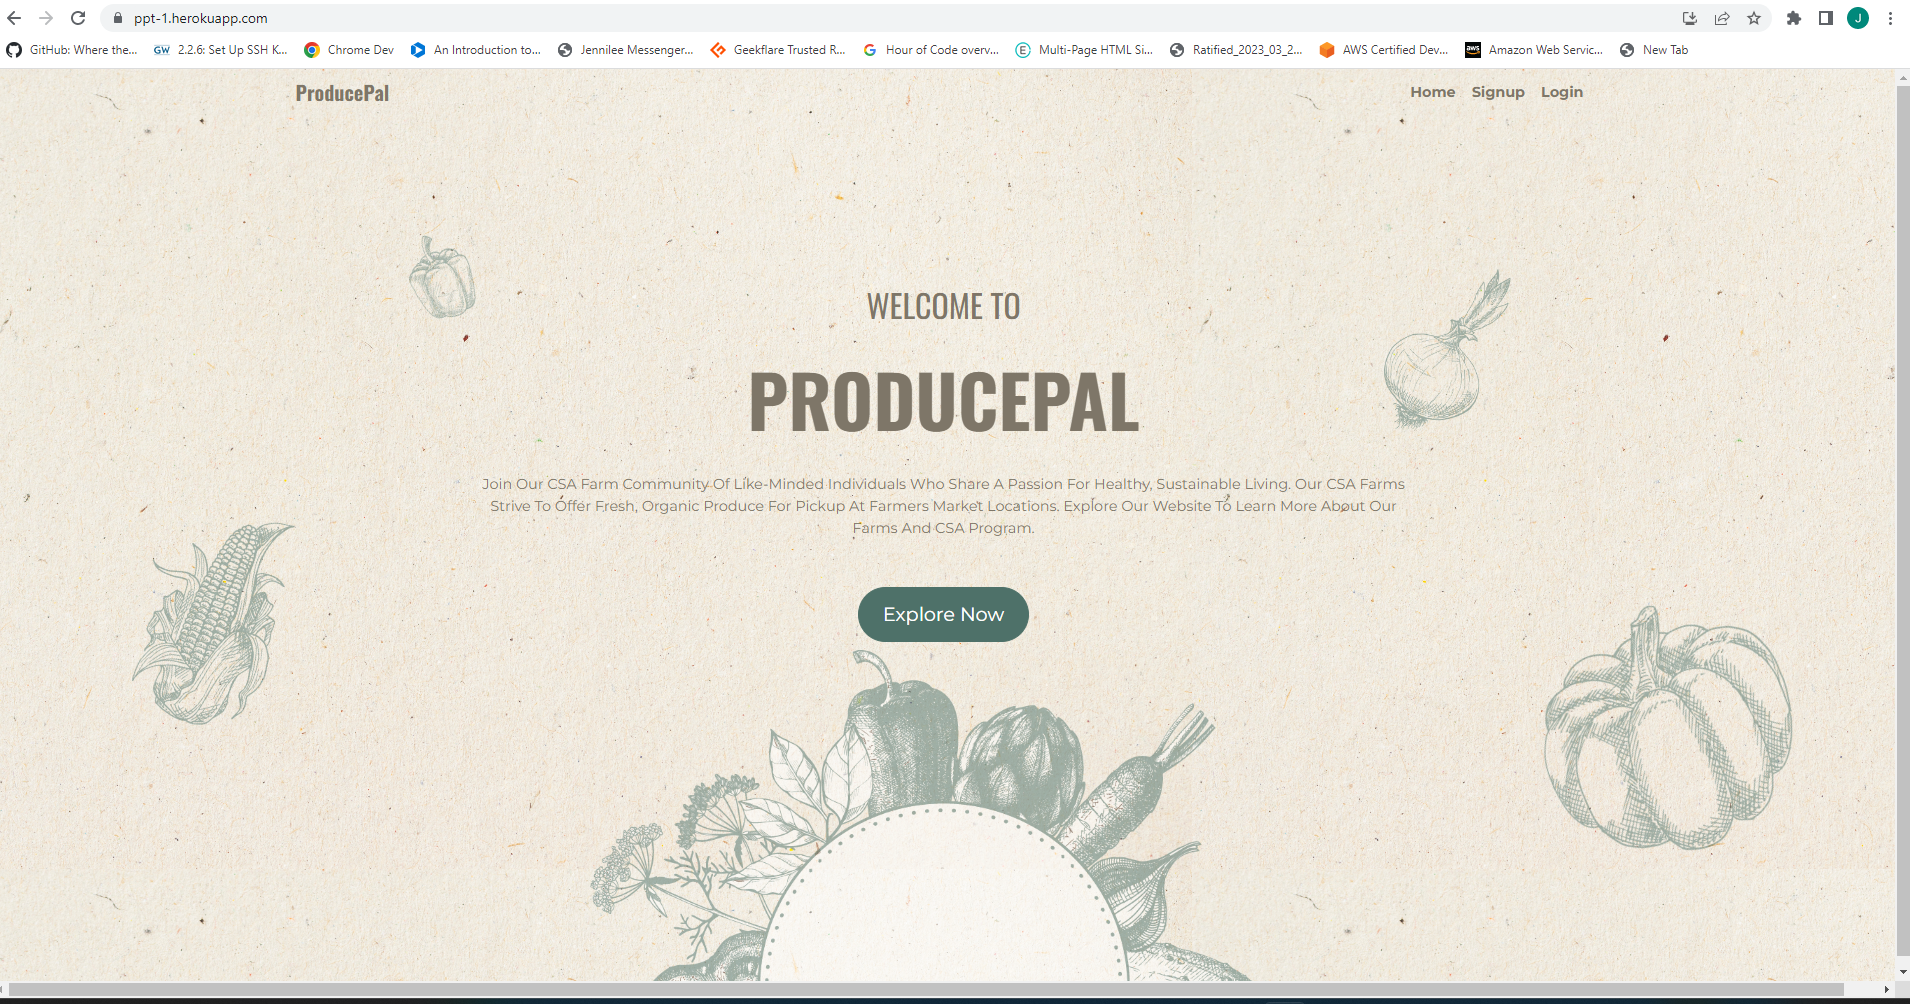 ppt-1.herokuapp.com
J
GitHub: Where the...
GW 2.2.6: Set Up SSH K...
Chrome Dev
An Introduction to...
Jennilee Messenger...
Geekflare Trusted R...
G Hour of Code overv...
E Multi-Page HTML Si...
Ratified_2023_03_2...
AWS Certified Dev...
aws Amazon Web Servic...
New Tab
ProducePal
Home Signup Login
WELCOME TO
PRODUCEPAL
Join Our CSA Farm Community Of Like-Minded Individuals Who Share A Passion For Healthy, Sustainable Living. Our CSA Farms
Strive To Offer Fresh, Organic Produce For Pickup At Farmers Market Locations. Explore Our Website To Learn More About Our
Farms And CSA Program.
Explore Now